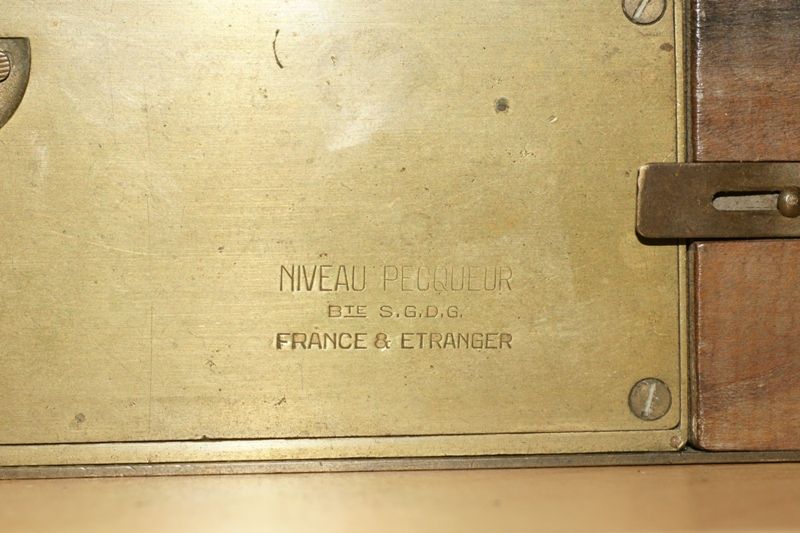 NIVEAU PECQUEUR
BTE S.G.D.G.
FRANCE & ETRANGER